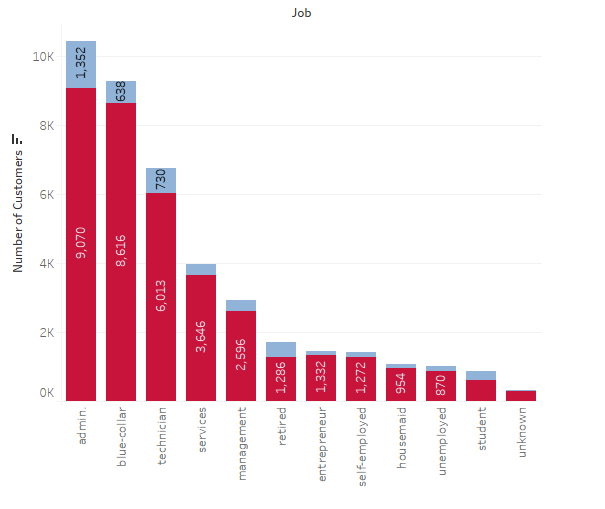 Job
10K
8K
6K
4K
2K
0K
Number of Customers
1,352
9,070
638
8,616
730
6,013
3,646
2,596
1,286
1,332
1,272
954
870
admin.
blue-collar
technician
services
management
retired
entrepreneur
self-employed
housemaid
unemployed
student
unknown